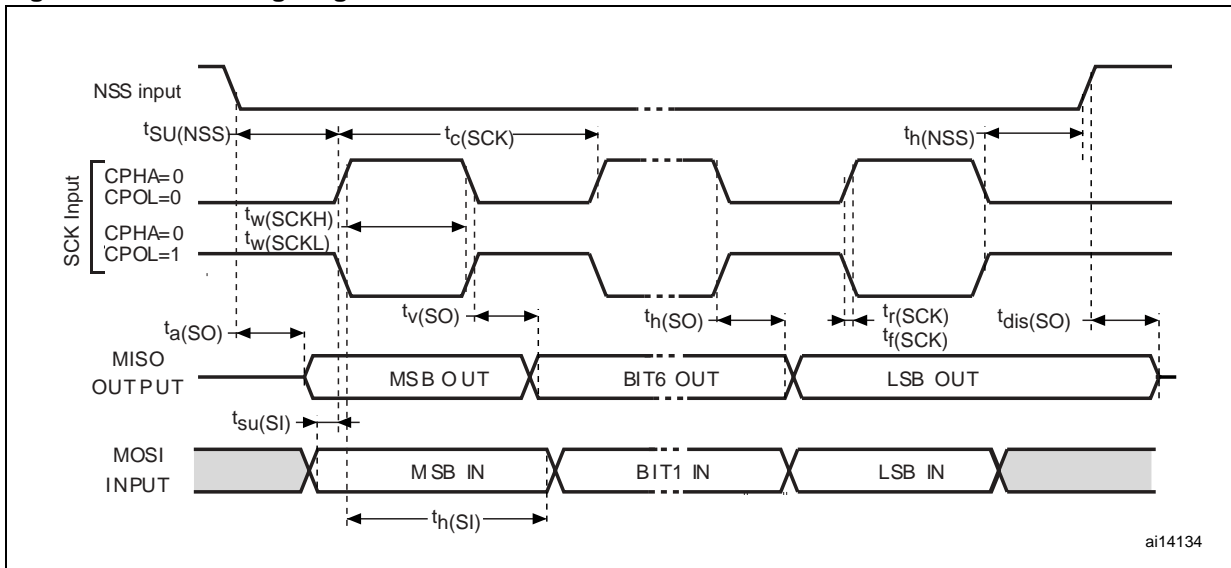 NSS input
tSU(NSS)
tc(SCK)
th(NSS)
SCK Input
CPHA=0
CPOL=0
CPHA=0
CPOL=1
tw(SCKH)
tw(SCKL)
ta(SO)
tv(SO)
th(SO)
tr(SCK)
tf(SCK)
tdis(SO)
MISO
OUTPUT
MSB OUT
BIT6 OUT
LSB OUT
tsu(SI)
MOSI
INPUT
MSB IN
BIT1 IN
LSB IN
th(SI)
ai14134